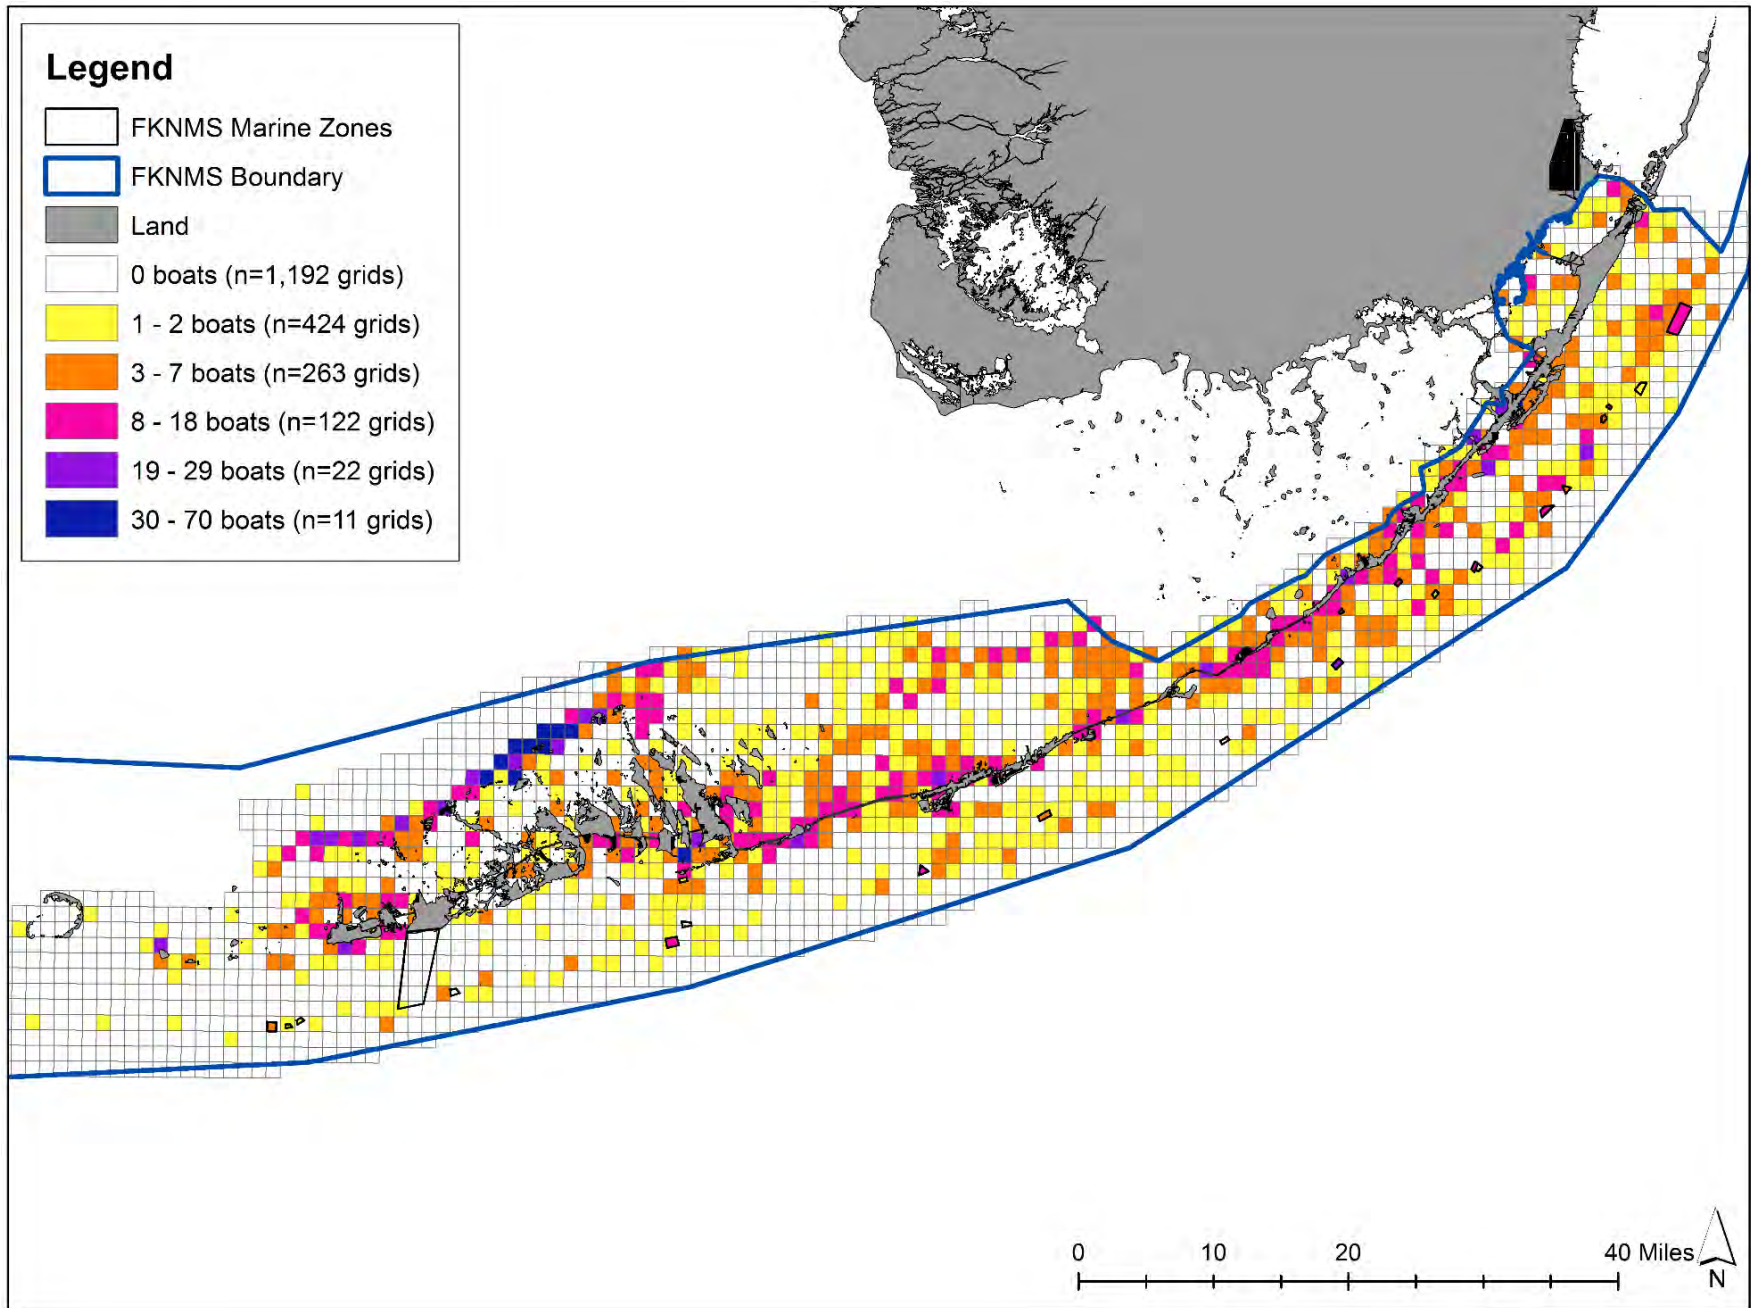 Legend
FKNMS Marine Zones
FKNMS Boundary
Land
0 boats (n=1,192 grids)
1 - 2 boats (n=424 grids)
3 - 7 boats (n=263 grids)
8 - 18 boats (n=122 grids)
19 - 29 boats (n=22 grids)
30 - 70 boats (n=11 grids)
0 10 20 40 Miles
N